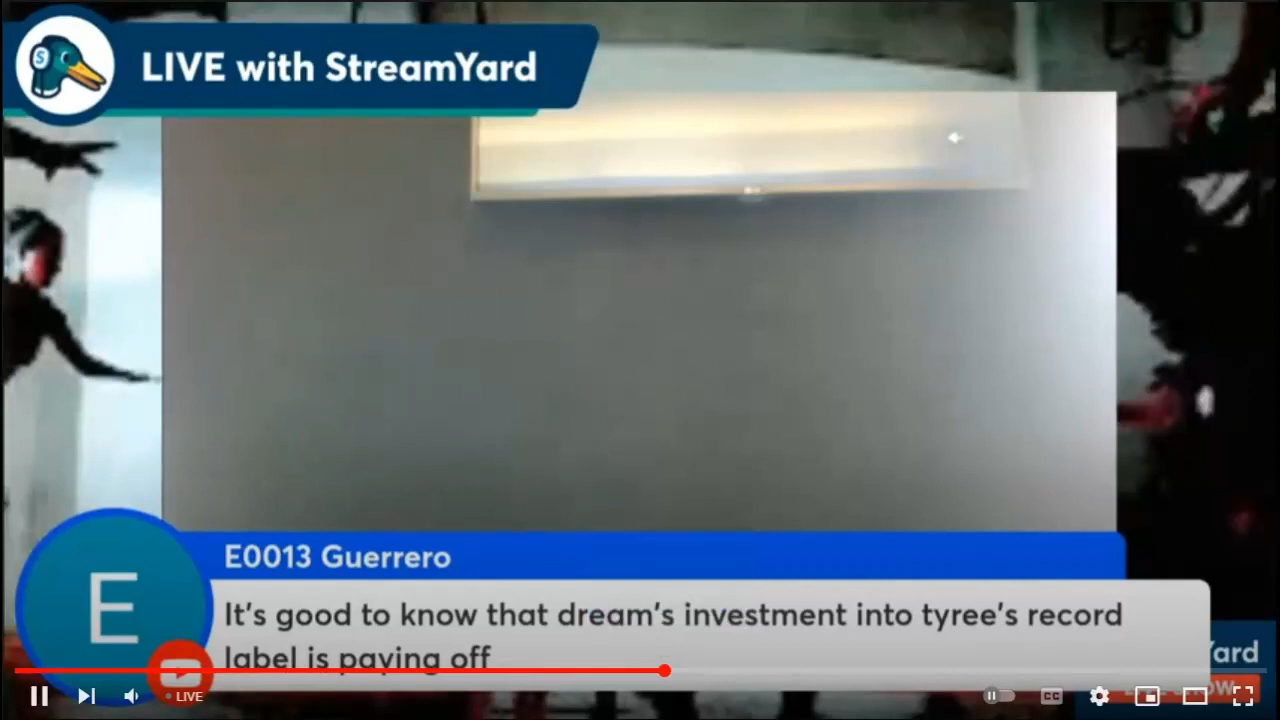 S
LIVE with StreamYard
E
E0013 Guerrero
It's good to know that dream's investment into tyree's record
label is paying off
Yard
LIVE
CC